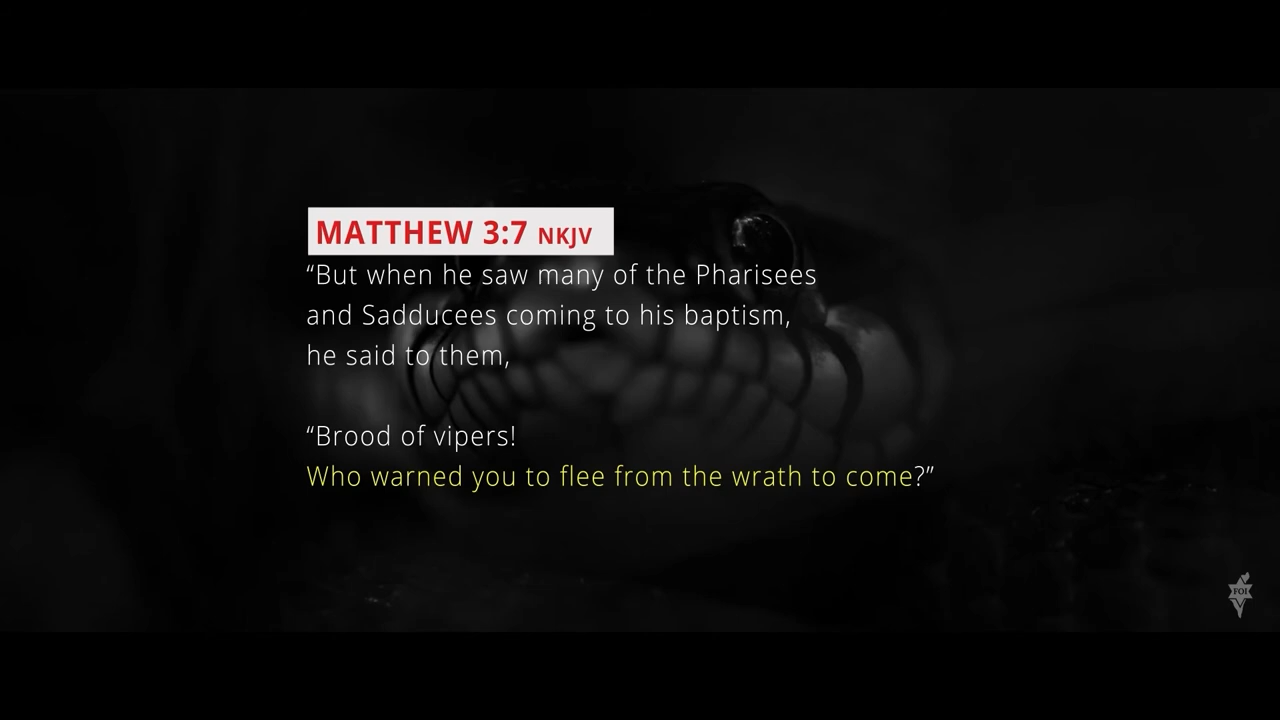 MATTHEW 3:7 NKJV
“But when he saw many of the Pharisees
and Sadducees coming to his baptism,
he said to them,
“Brood of vipers!
Who warned you to flee from the wrath to come?”
FOI